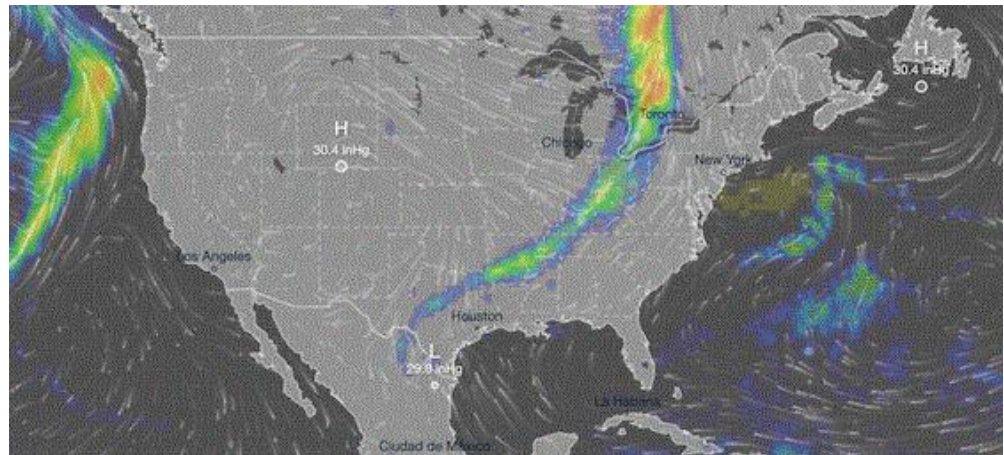 H
30.4 inHg
H
30.4 inHg
Toronto
Chicago
New York
Los Angeles
Houston
L
29.8 inHg
La Habana
Ciudad de México